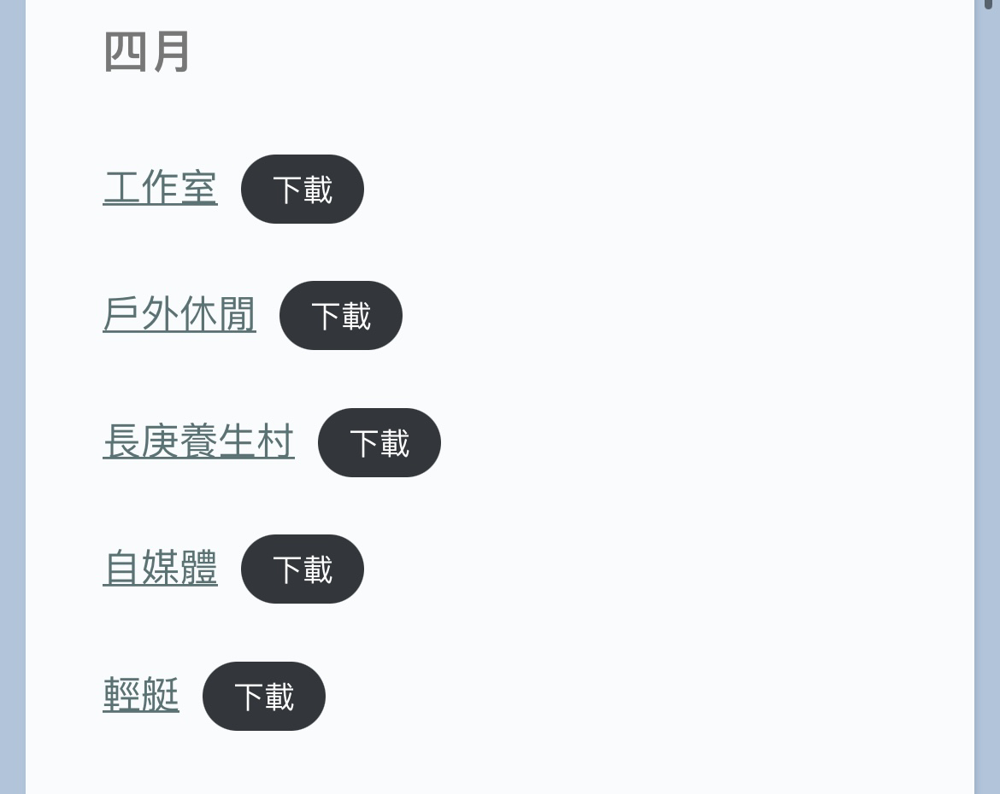 四月
工作室 下載
戶外休閒 下載
長庚養生村 下載
自媒體 下載
輕艇 下載